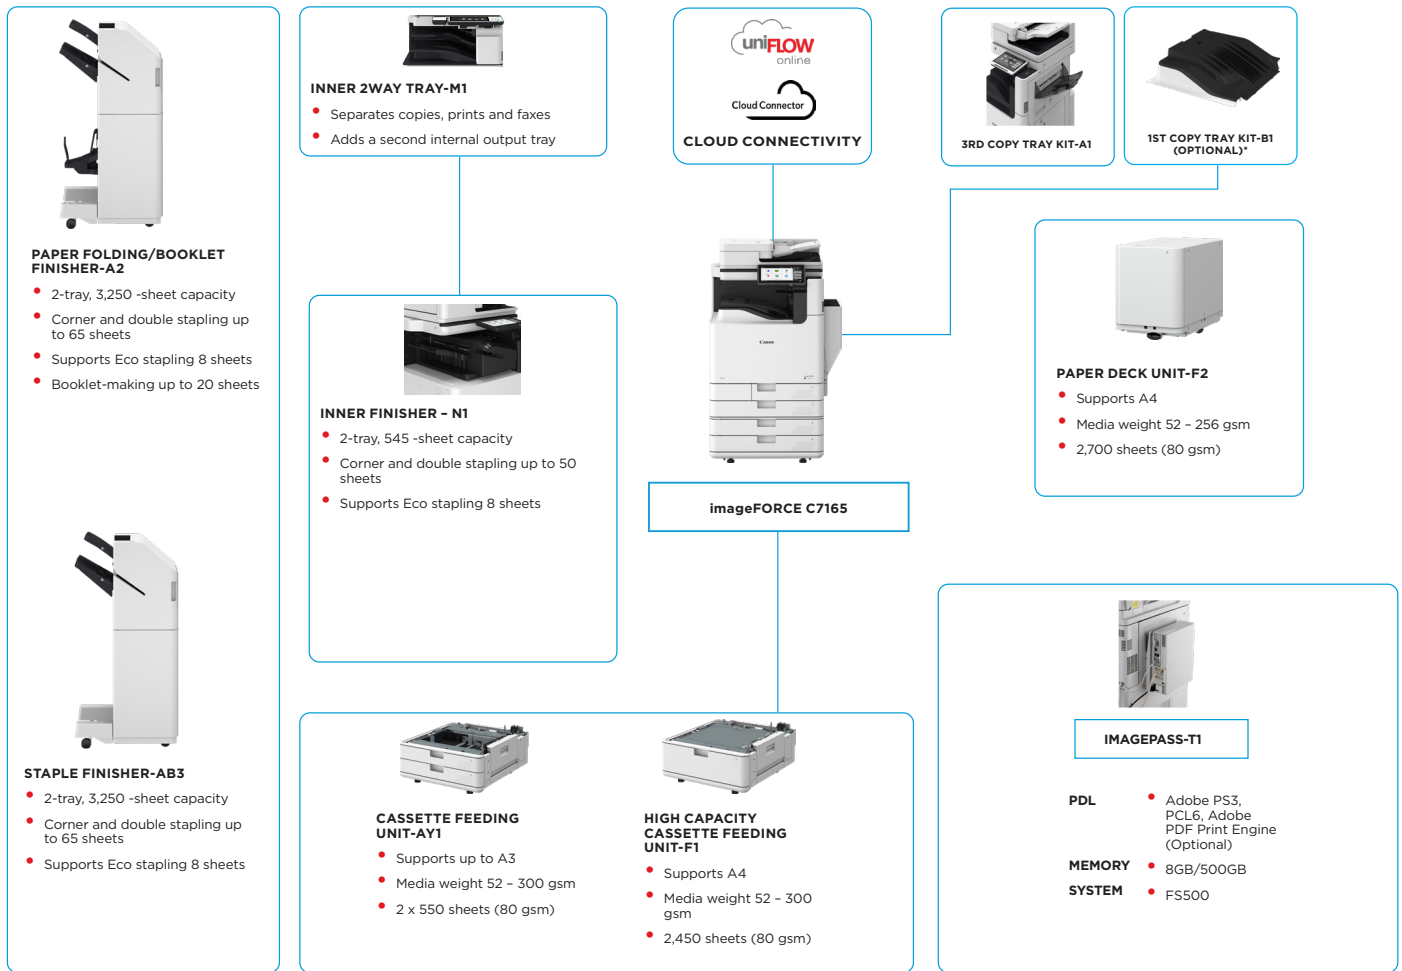 PAPER FOLDING/BOOKLET
FINISHER-A2
• 2-tray, 3,250 -sheet capacity
• Corner and double stapling up
to 65 sheets
• Supports Eco stapling 8 sheets
• Booklet-making up to 20 sheets
STAPLE FINISHER-AB3
• 2-tray, 3,250 -sheet capacity
• Corner and double stapling up
to 65 sheets
• Supports Eco stapling 8 sheets
INNER 2WAY TRAY-M1
• Separates copies, prints and faxes
• Adds a second internal output tray
INNER FINISHER – N1
• 2-tray, 545 -sheet capacity
• Corner and double stapling up to 50
sheets
• Supports Eco stapling 8 sheets
uniFLOW
online
Cloud Connector
CLOUD CONNECTIVITY
Canon
imageFORCE C7165
3RD COPY TRAY KIT-A1
1ST COPY TRAY KIT-B1
(OPTIONAL)*
PAPER DECK UNIT-F2
• Supports A4
• Media weight 52 – 256 gsm
• 2,700 sheets (80 gsm)
CASSETTE FEEDING
UNIT-AY1
• Supports up to A3
• Media weight 52 – 300 gsm
• 2 x 550 sheets (80 gsm)
HIGH CAPACITY
CASSETTE FEEDING
UNIT-F1
• Supports A4
• Media weight 52 – 300
gsm
• 2,450 sheets (80 gsm)
IMAGEPASS-T1
PDL • Adobe PS3,
PCL6, Adobe
PDF Print Engine
(Optional)
MEMORY • 8GB/500GB
SYSTEM • FS500